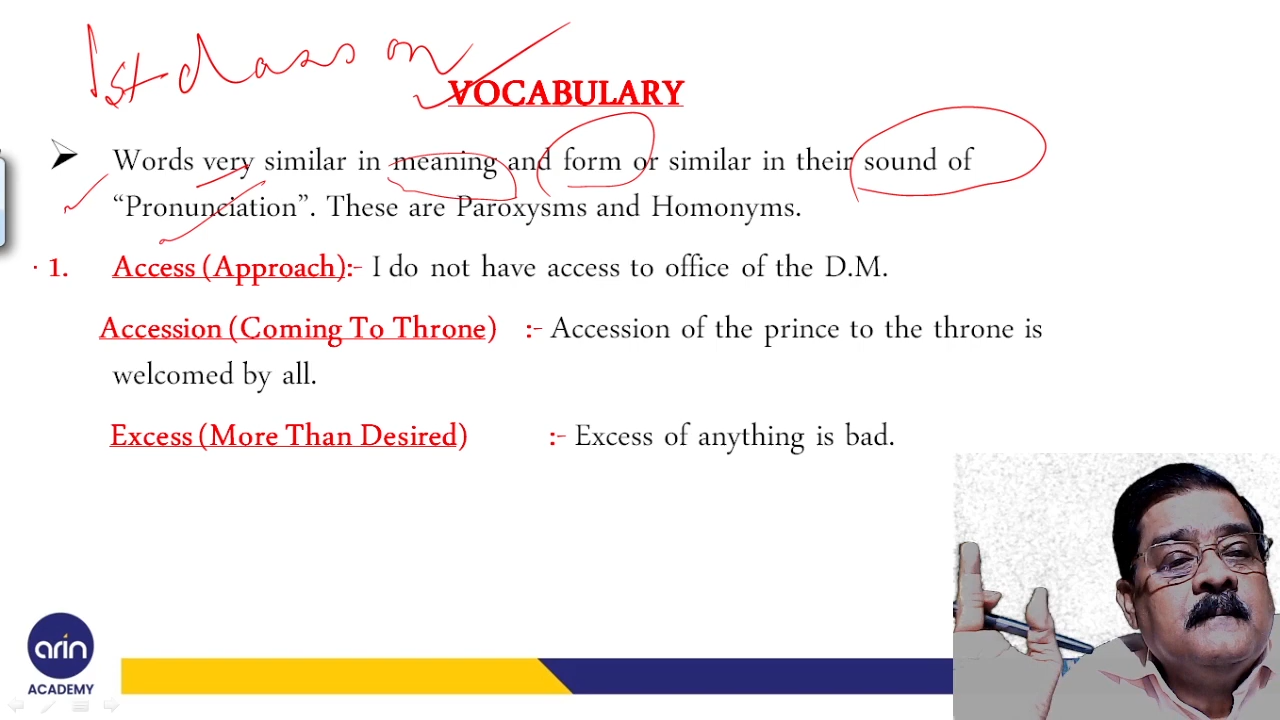 1st class on
VOCABULARY
Words very similar in meaning and form or similar in their sound of
“Pronunciation”. These are Paroxysms and Homonyms.
1. Access (Approach):- I do not have access to office of the D.M.
Accession (Coming To Throne) :- Accession of the prince to the throne is
welcomed by all.
Excess (More Than Desired) :- Excess of anything is bad.
arin
ACADEMY